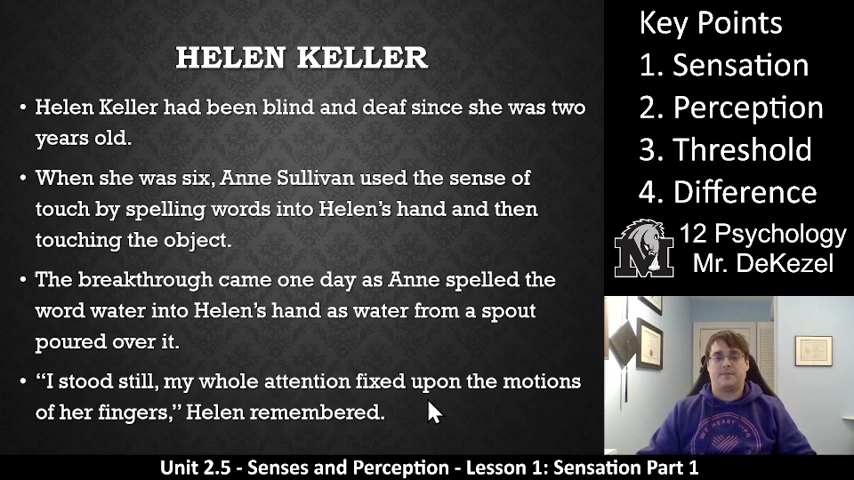 HELEN KELLER
• Helen Keller had been blind and deaf since she was two
years old.
• When she was six, Anne Sullivan used the sense of
touch by spelling words into Helen's hand and then
touching the object.
• The breakthrough came one day as Anne spelled the
word water into Helen's hand as water from a spout
poured over it.
• “I stood still, my whole attention fixed upon the motions
of her fingers,” Helen remembered.
Key Points
1. Sensation
2. Perception
3. Threshold
4. Difference
12 Psychology
Mr. DeKezel
Unit 2.5 - Senses and Perception - Lesson 1: Sensation Part 1